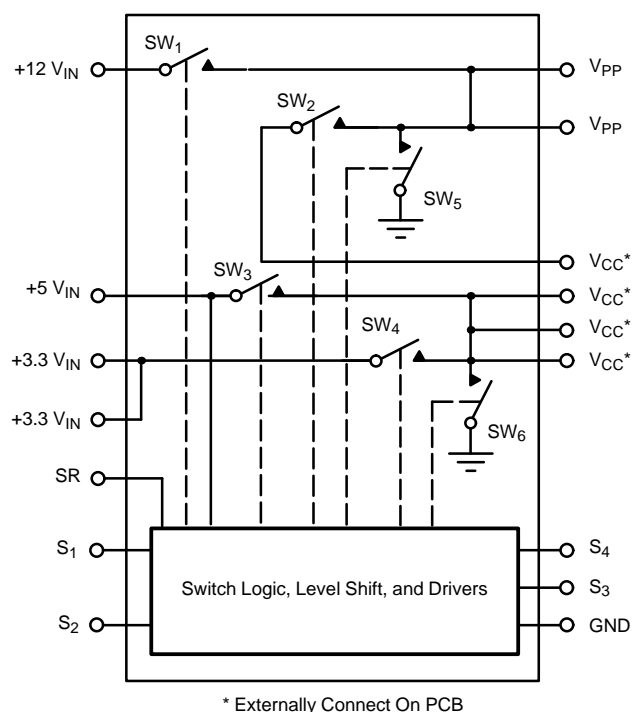 SW1
+12 VIN
VPP
SW2
VPP
SW5
VCC*
SW3
+5 VIN
VCC*
SW4
VCC*
+3.3 VIN
VCC*
+3.3 VIN
SW6
SR
S1
S4
Switch Logic, Level Shift, and Drivers
S3
S2
GND
* Externally Connect On PCB